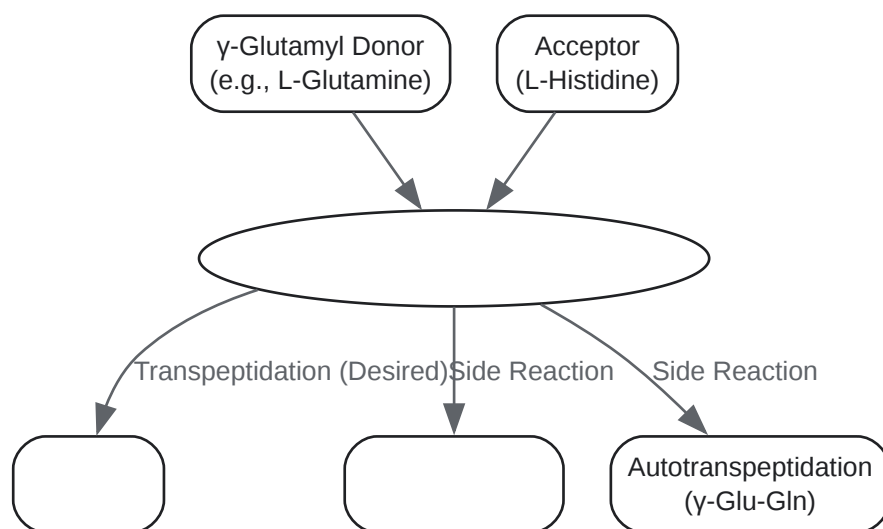 γ-Glutamyl Donor
(e.g., L-Glutamine)
Acceptor
(L-Histidine)
Transpeptidation (Desired)
Side Reaction
Side Reaction
Autotranspeptidation
(γ-Glu-Gln)